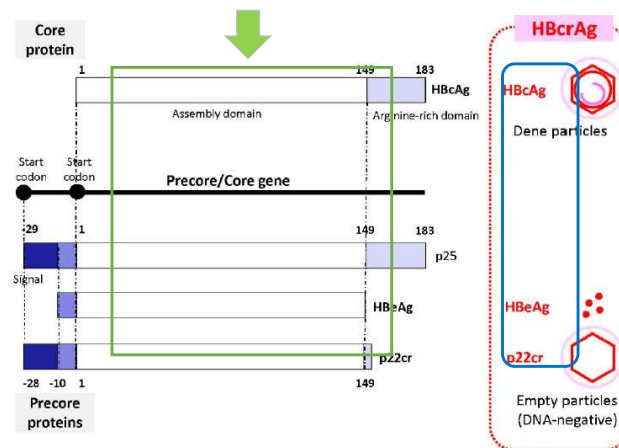 Core
protein
HBcrAg
1
149
183
HBcAg
HBcAg
Assembly domain
Arginine-rich domain
Dene particles
Start
codon
Start
codon
Precore/Core gene
-29
1
149
183
p25
Signal
HBeAg
HBeAg
p22cr
p22cr
-28
-10
1
149
Precore
proteins
Empty particles
(DNA-negative)